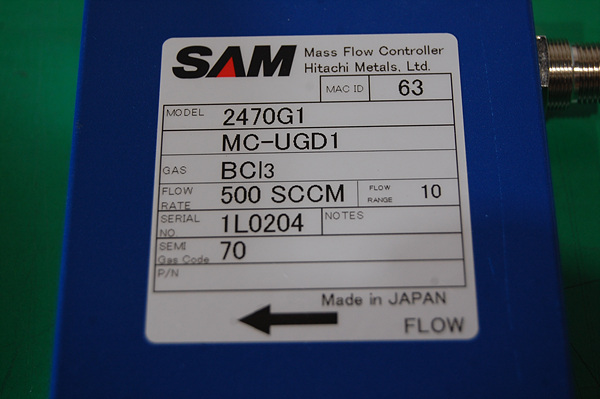 SAM Mass Flow Controller
Hitachi Metals, Ltd.
MAC ID 63
MODEL 2470G1
MC-UGD1
GAS BCl3
FLOW RATE 500 SCCM FLOW RANGE 10
SERIAL NO. 1L0204 NOTES
SEMI Gas Code 70
P/N
Made in JAPAN
FLOW